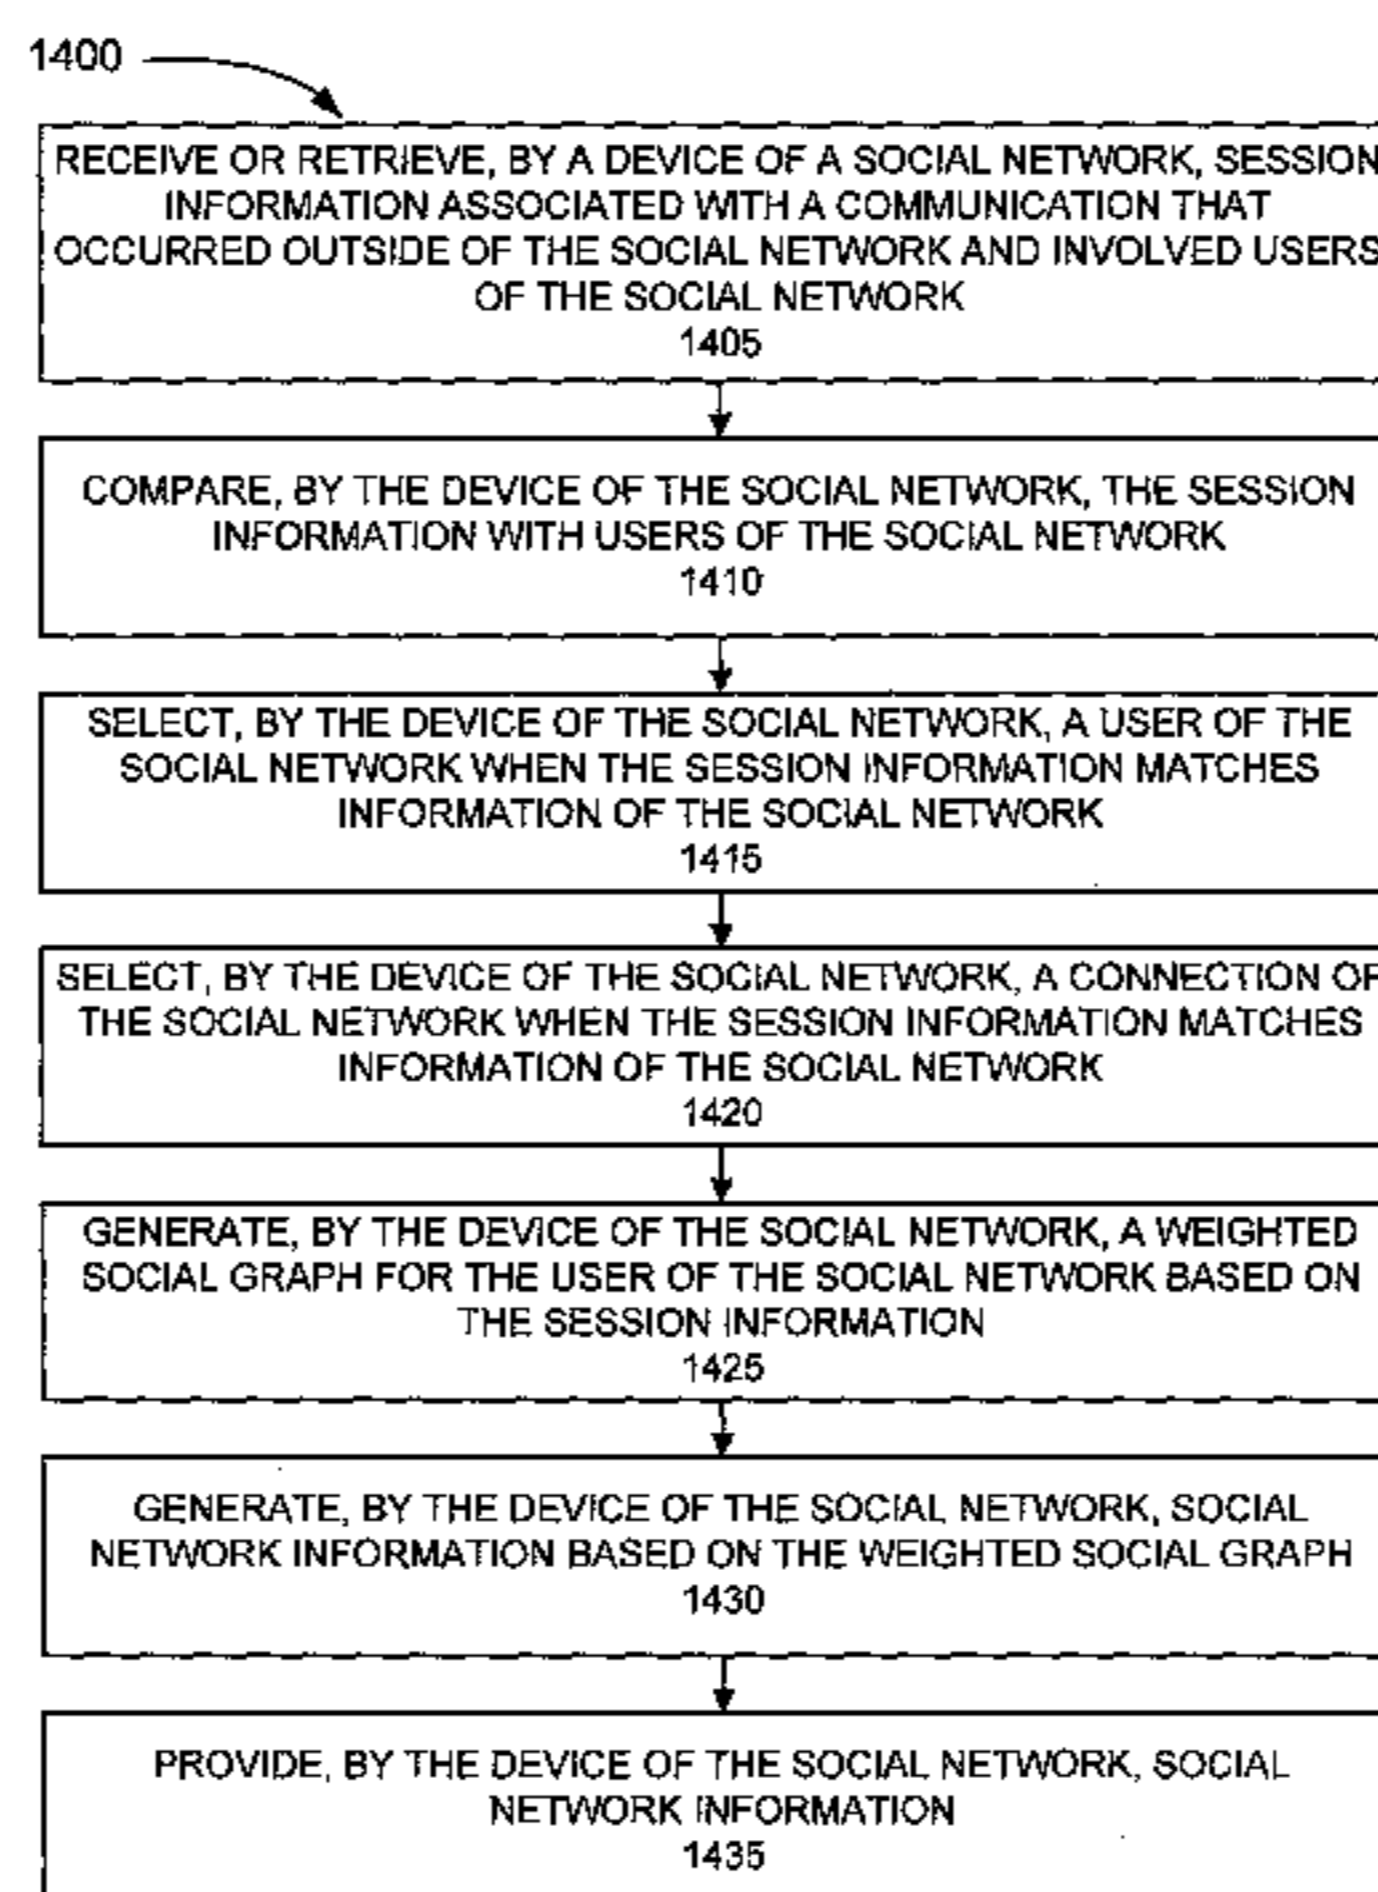 1400
RECEIVE OR RETRIEVE, BY A DEVICE OF A SOCIAL NETWORK, SESSION
INFORMATION ASSOCIATED WITH A COMMUNICATION THAT
OCCURRED OUTSIDE OF THE SOCIAL NETWORK AND INVOLVED USERS
OF THE SOCIAL NETWORK
1405
COMPARE, BY THE DEVICE OF THE SOCIAL NETWORK, THE SESSION
INFORMATION WITH USERS OF THE SOCIAL NETWORK
1410
SELECT, BY THE DEVICE OF THE SOCIAL NETWORK, A USER OF THE
SOCIAL NETWORK WHEN THE SESSION INFORMATION MATCHES
INFORMATION OF THE SOCIAL NETWORK
1415
SELECT, BY THE DEVICE OF THE SOCIAL NETWORK, A CONNECTION OF
THE SOCIAL NETWORK WHEN THE SESSION INFORMATION MATCHES
INFORMATION OF THE SOCIAL NETWORK
1420
GENERATE, BY THE DEVICE OF THE SOCIAL NETWORK, A WEIGHTED
SOCIAL GRAPH FOR THE USER OF THE SOCIAL NETWORK BASED ON
THE SESSION INFORMATION
1425
GENERATE, BY THE DEVICE OF THE SOCIAL NETWORK, SOCIAL
NETWORK INFORMATION BASED ON THE WEIGHTED SOCIAL GRAPH
1430
PROVIDE, BY THE DEVICE OF THE SOCIAL NETWORK, SOCIAL
NETWORK INFORMATION
1435